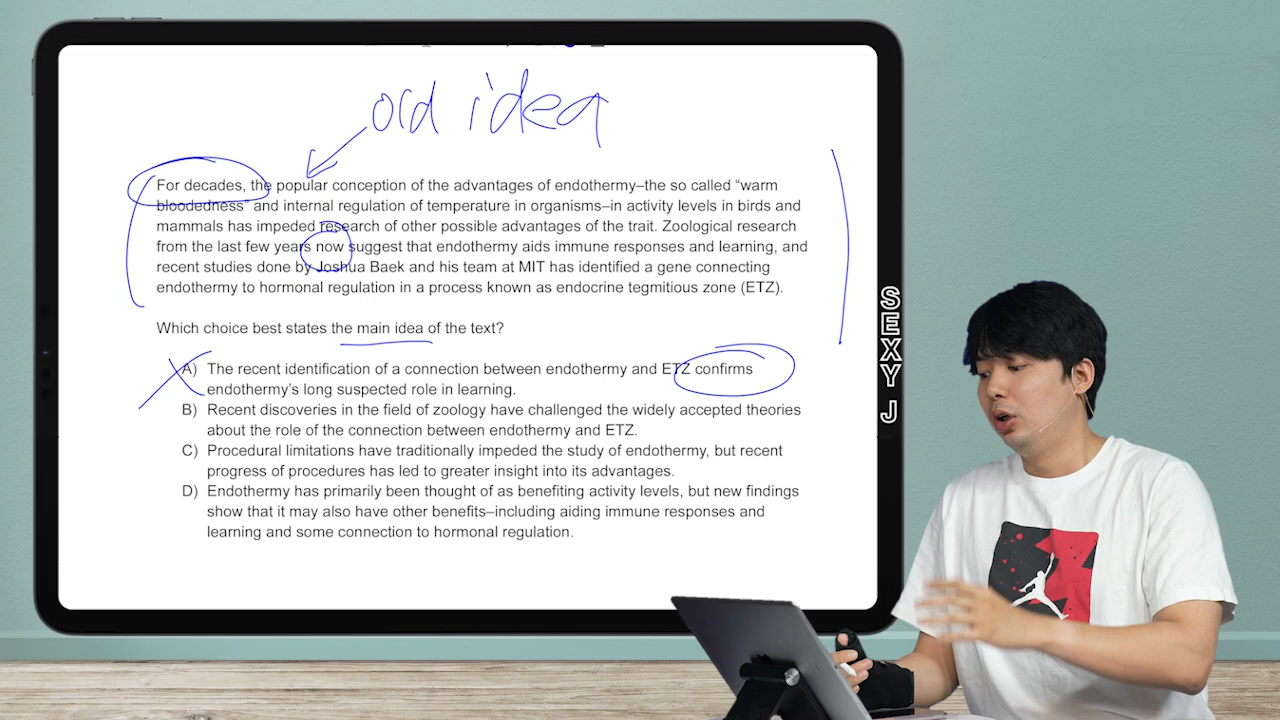 old idea
For decades, the popular conception of the advantages of endothermy–the so called “warm
bloodedness” and internal regulation of temperature in organisms–in activity levels in birds and
mammals has impeded research of other possible advantages of the trait. Zoological research
from the last few years now suggest that endothermy aids immune responses and learning, and
recent studies done by Joshua Baek and his team at MIT has identified a gene connecting
endothermy to hormonal regulation in a process known as endocrine tegmitious zone (ETZ).
Which choice best states the main idea of the text?
A) The recent identification of a connection between endothermy and ETZ confirms
endothermy’s long suspected role in learning.
B) Recent discoveries in the field of zoology have challenged the widely accepted theories
about the role of the connection between endothermy and ETZ.
C) Procedural limitations have traditionally impeded the study of endothermy, but recent
progress of procedures has led to greater insight into its advantages.
D) Endothermy has primarily been thought of as benefiting activity levels, but new findings
show that it may also have other benefits–including aiding immune responses and
learning and some connection to hormonal regulation.
SEXY J